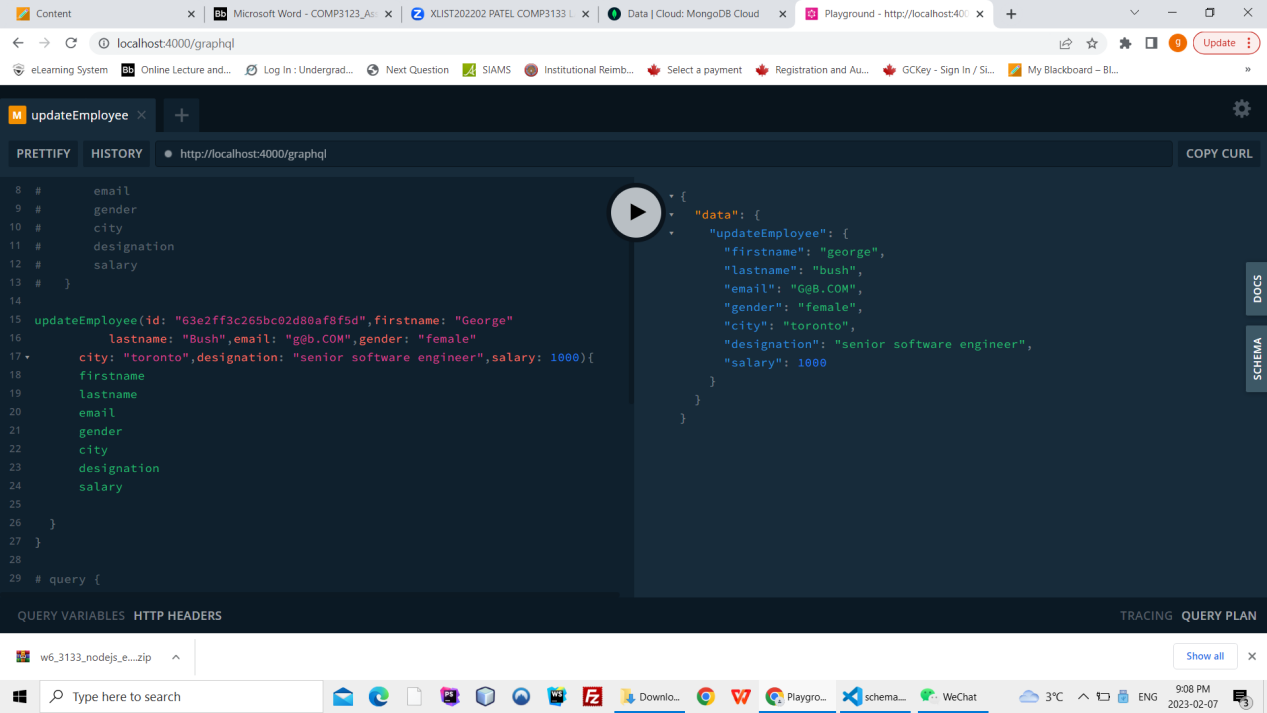 Content
Microsoft Word - COMP3123_As
XLIST202202 PATEL COMP3133 L
Data | Cloud: MongoDB Cloud
Playground - http://localhost:400
localhost:4000/graphql
g
Update
eLearning System
Bb
Online Lecture and...
Log In : Undergrad...
Next Question
SIAMS
Institutional Reimb...
Select a payment
Registration and Au...
GCKey - Sign In / Si...
My Blackboard – Bl...
»
M updateEmployee
PRETTIFY HISTORY http://localhost:4000/graphql COPY CURL
8 # email
9 # gender
10 # city
11 # designation
12 # salary
13 # }
14
15 updateEmployee(id: "63e2ff3c265bc02d80af8f5d",firstname: "George"
16 lastname: "Bush",email: "g@b.COM",gender: "female"
17 city: "toronto",designation: "senior software engineer",salary: 1000){
18 firstname
19 lastname
20 email
21 gender
22 city
23 designation
24 salary
25
26 }
27 }
28
29 # query {
{
"data": {
"updateEmployee": {
"firstname": "george",
"lastname": "bush",
"email": "G@B.COM",
"gender": "female",
"city": "toronto",
"designation": "senior software engineer",
"salary": 1000
}
}
}
DOCS
SCHEMA
QUERY VARIABLES HTTP HEADERS TRACING QUERY PLAN
w6_3133_nodejs_e....zip
Show all
Type here to search
PS
WS
FZ
Downlo...
W
Playgro...
schema....
WeChat
3°C
ENG
9:08 PM
2023-02-07
3